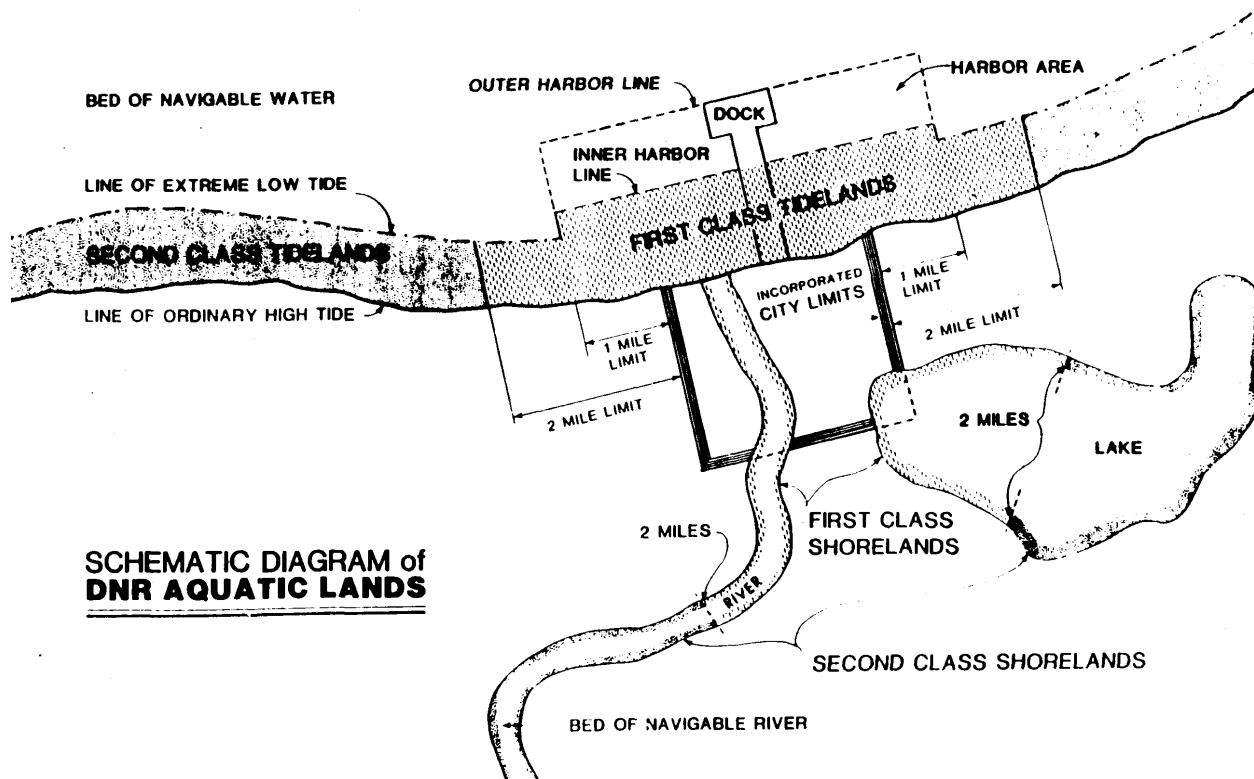 BED OF NAVIGABLE WATER
OUTER HARBOR LINE
HARBOR AREA
DOCK
INNER HARBOR
LINE
LINE OF EXTREME LOW TIDE
FIRST CLASS TIDELANDS
SECOND CLASS TIDELANDS
LINE OF ORDINARY HIGH TIDE
INCORPORATED
CITY LIMITS
1 MILE
LIMIT
2 MILE LIMIT
1 MILE
LIMIT
2 MILE LIMIT
2 MILES
LAKE
FIRST CLASS
SHORELANDS
2 MILES
RIVER
SCHEMATIC DIAGRAM of
DNR AQUATIC LANDS
SECOND CLASS SHORELANDS
BED OF NAVIGABLE RIVER